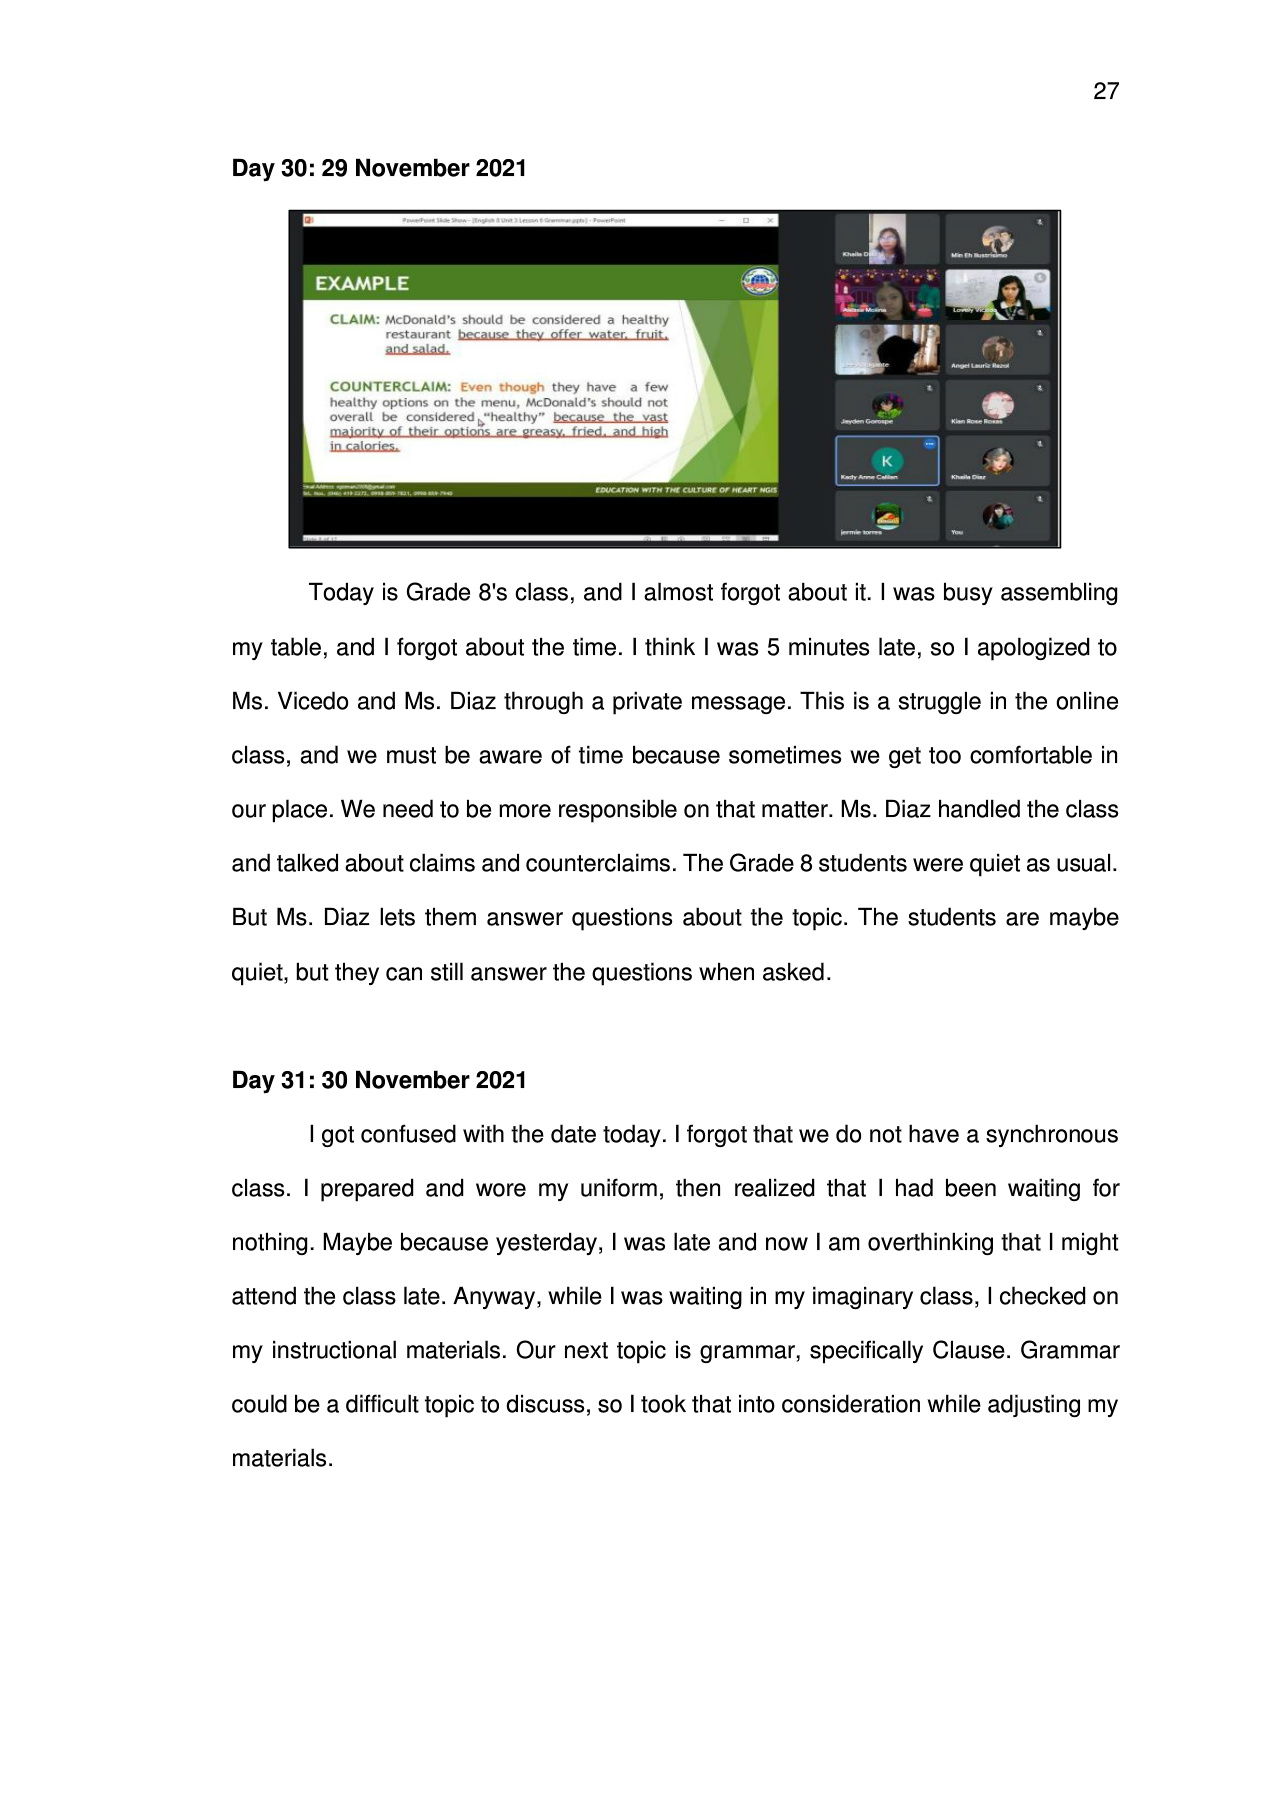 27
Day 30: 29 November 2021
PowerPoint Slide Show - [English 8 Unit 3 Lesson 6 Grammar.pptx] - PowerPoint
EXAMPLE
CLAIM: McDonald's should be considered a healthy
restaurant because they offer water, fruit,
and salad.
COUNTERCLAIM: Even though they have a few
healthy options on the menu, McDonald's should not
overall be considered "healthy" because the vast
majority of their options are greasy, fried, and high
in calories.
EDUCATION WITH THE CULTURE OF HEART NGIS
Khaila
Min Eh Ilustrisimo
Molina
Lovely
Angel Lauriz Razol
Jayden Gorospe
Kian Rose Roxas
K
Kady Anne Calilan
Khaila Diaz
jermie torres
You
Today is Grade 8's class, and I almost forgot about it. I was busy assembling
my table, and I forgot about the time. I think I was 5 minutes late, so I apologized to
Ms. Vicedo and Ms. Diaz through a private message. This is a struggle in the online
class, and we must be aware of time because sometimes we get too comfortable in
our place. We need to be more responsible on that matter. Ms. Diaz handled the class
and talked about claims and counterclaims. The Grade 8 students were quiet as usual.
But Ms. Diaz lets them answer questions about the topic. The students are maybe
quiet, but they can still answer the questions when asked.
Day 31: 30 November 2021
I got confused with the date today. I forgot that we do not have a synchronous
class. I prepared and wore my uniform, then realized that I had been waiting for
nothing. Maybe because yesterday, I was late and now I am overthinking that I might
attend the class late. Anyway, while I was waiting in my imaginary class, I checked on
my instructional materials. Our next topic is grammar, specifically Clause. Grammar
could be a difficult topic to discuss, so I took that into consideration while adjusting my
materials.